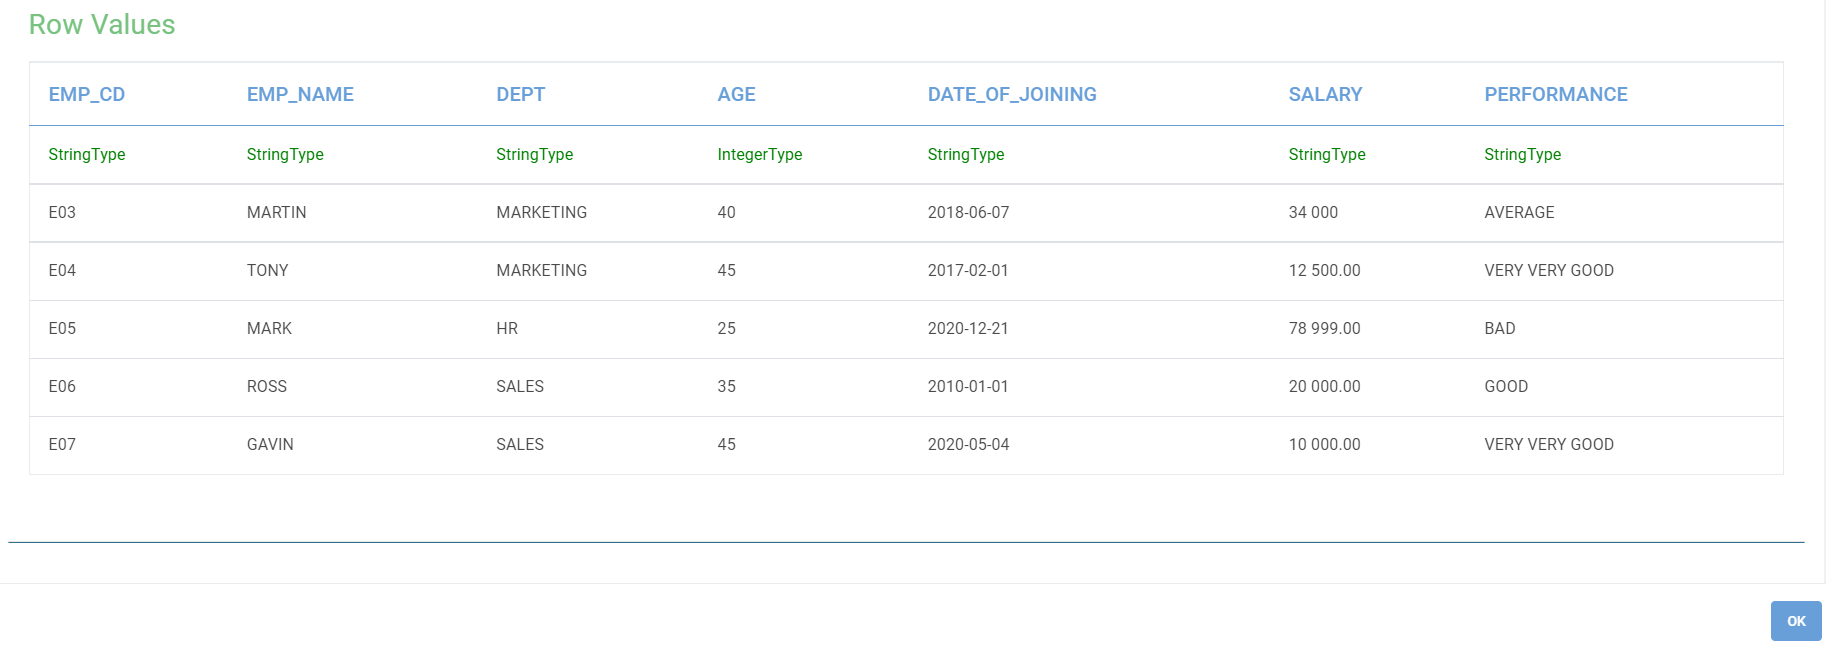 Row Values
EMP_CD EMP_NAME DEPT AGE DATE_OF_JOINING SALARY PERFORMANCE
StringType StringType StringType IntegerType StringType StringType StringType
E03 MARTIN MARKETING 40 2018-06-07 34 000 AVERAGE
E04 TONY MARKETING 45 2017-02-01 12 500.00 VERY VERY GOOD
E05 MARK HR 25 2020-12-21 78 999.00 BAD
E06 ROSS SALES 35 2010-01-01 20 000.00 GOOD
E07 GAVIN SALES 45 2020-05-04 10 000.00 VERY VERY GOOD
OK